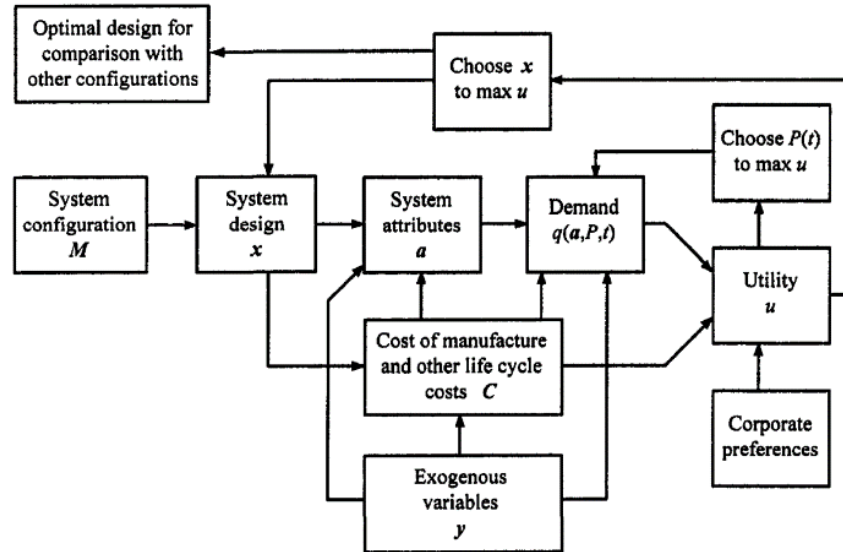 Optimal design for
comparison with
other configurations
Choose x
to max u
Choose P(t)
to max u
System
configuration
M
System
design
x
System
attributes
a
Demand
q(a,P,t)
Utility
u
Cost of manufacture
and other life cycle
costs C
Corporate
preferences
Exogenous
variables
y